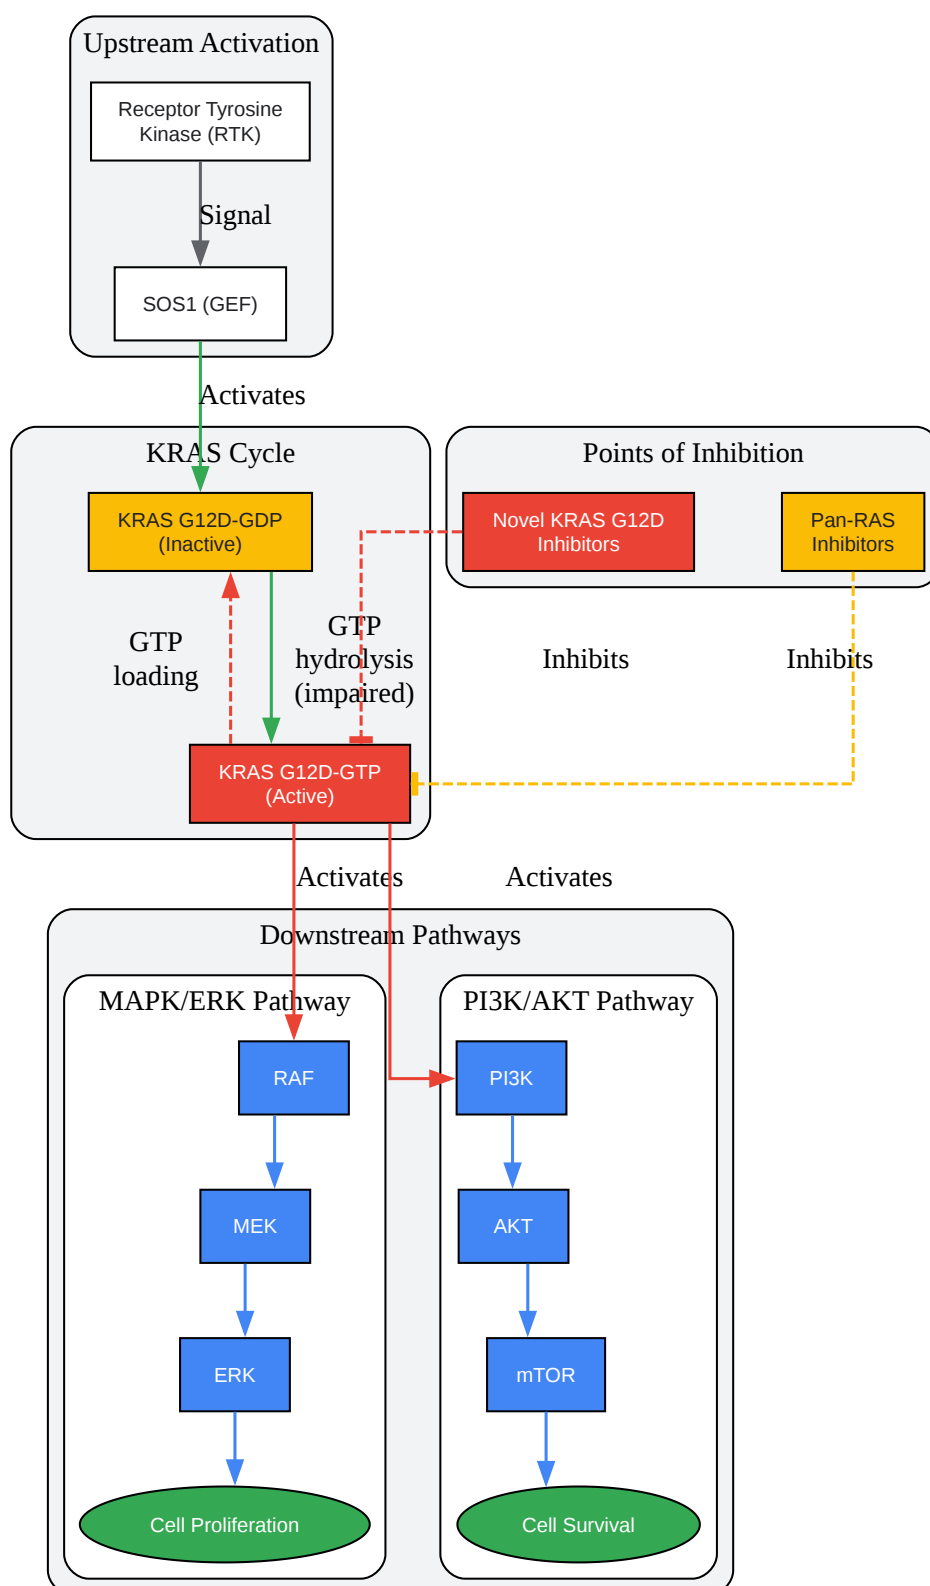 Upstream Activation
Receptor Tyrosine
Kinase (RTK)
Signal
SOS1 (GEF)
Activates
KRAS Cycle
Points of Inhibition
KRAS G12D-GDP
(Inactive)
Novel KRAS G12D
Inhibitors
Pan-RAS
Inhibitors
GTP
loading
GTP
hydrolysis
(impaired)
Inhibits
Inhibits
KRAS G12D-GTP
(Active)
Activates
Activates
Downstream Pathways
MAPK/ERK Pathway
PI3K/AKT Pathway
RAF
PI3K
MEK
AKT
ERK
mTOR
Cell Proliferation
Cell Survival